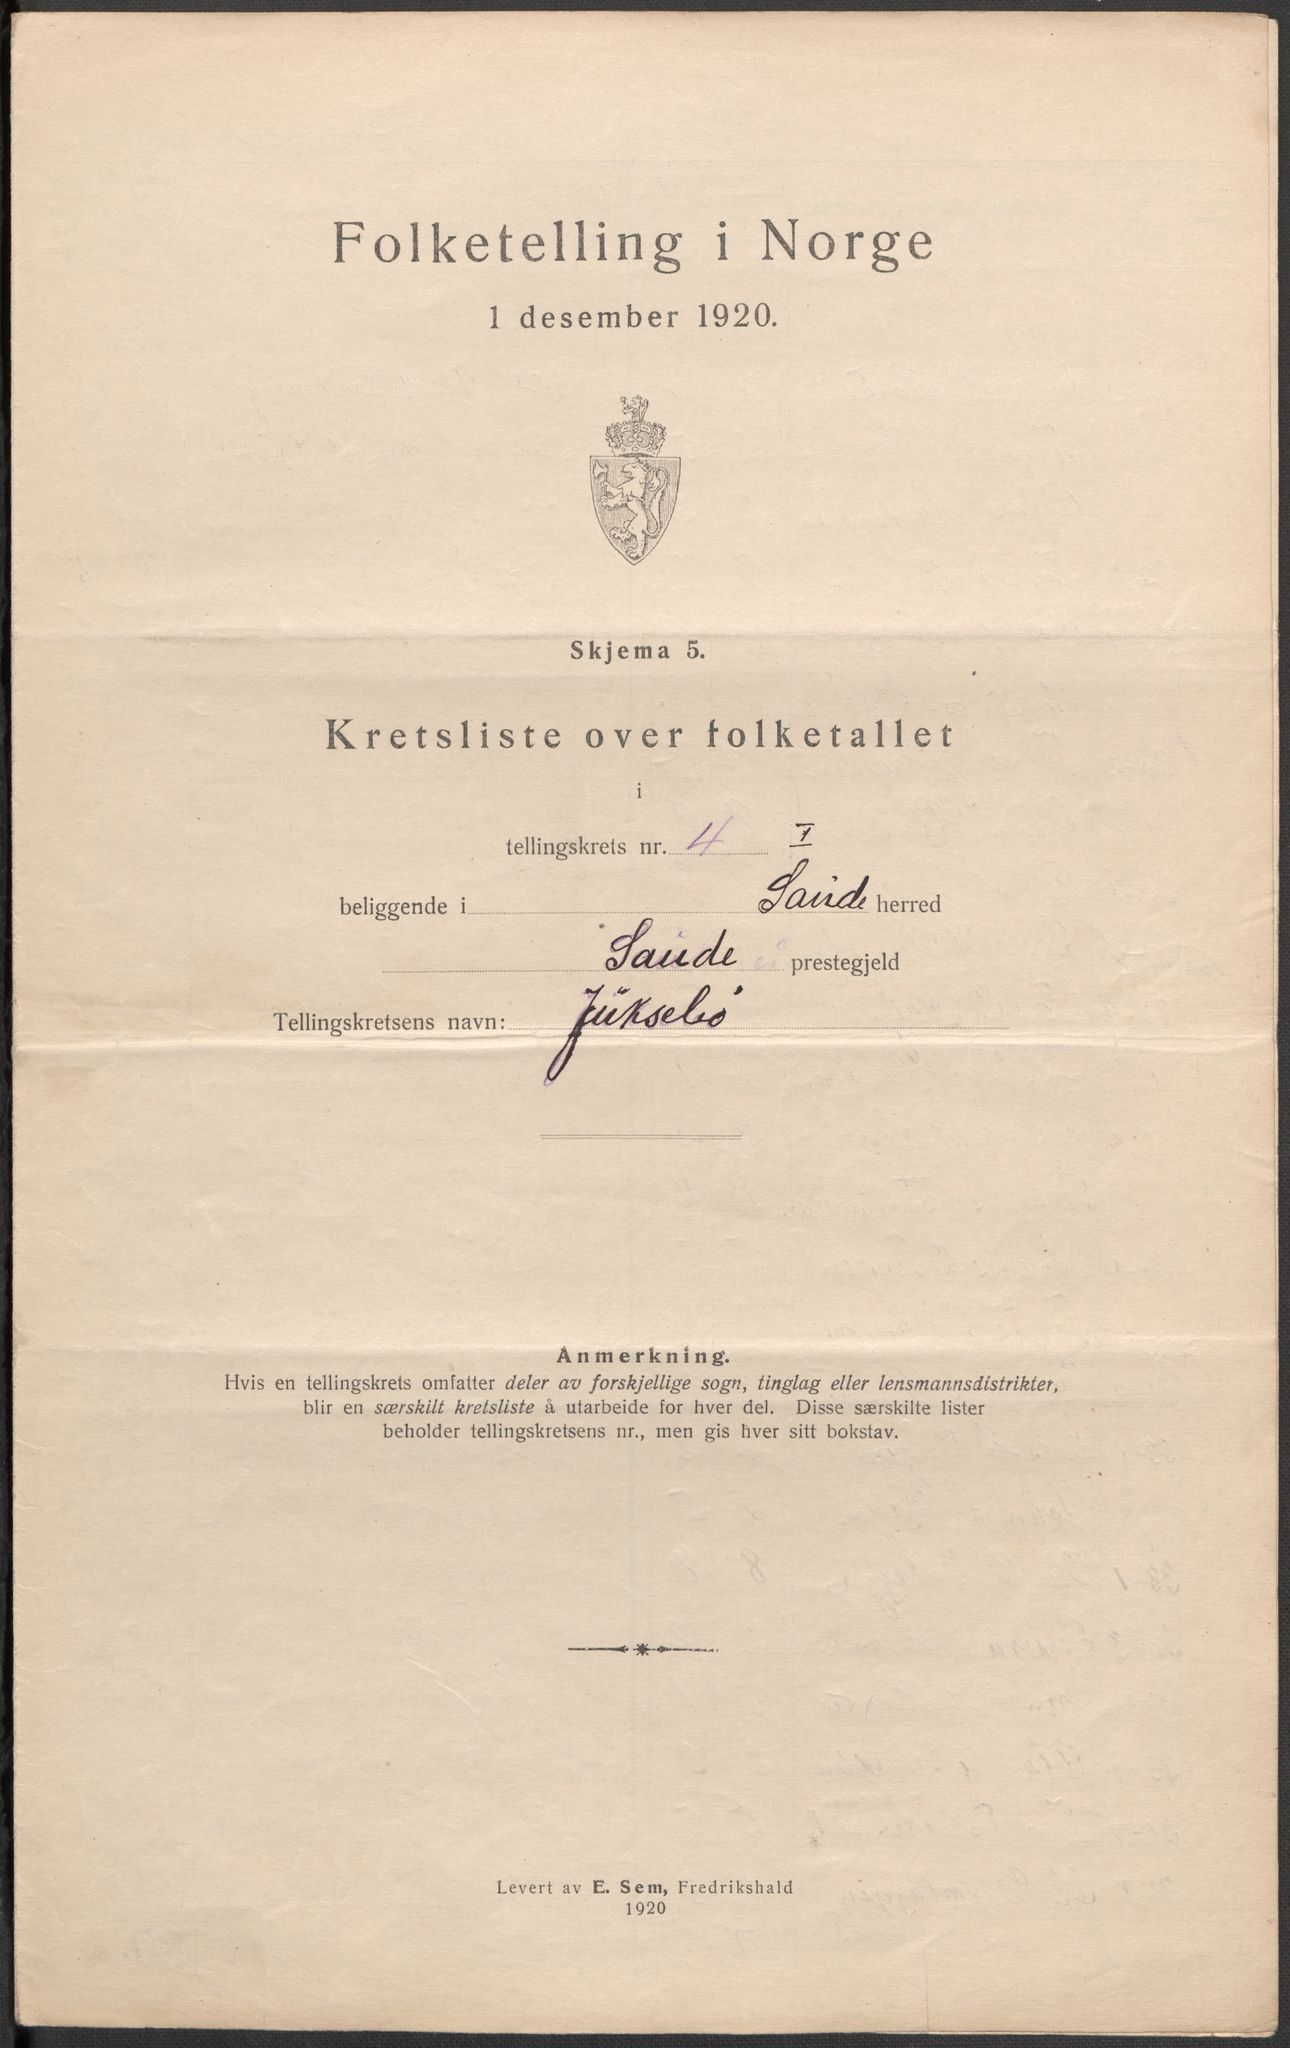 Folketelling i Norge
1 desember 1920.
Skjema 5.
Kretsliste over folketallet
i
tellingskrets nr. 4 I
beliggende i Saude herred
Saude prestegjeld
Tellingskretsens navn: Juksebö
Anmerkning.
Hvis en tellingskrets omfatter deler av forskjellige sogn, tinglag eller lensmannsdistrikter,
blir en særskilt kretsliste å utarbeide for hver del. Disse særskilte lister
beholder tellingskretsens nr., men gis hver sitt bokstav.
Levert av E. Sem, Fredrikshald
1920